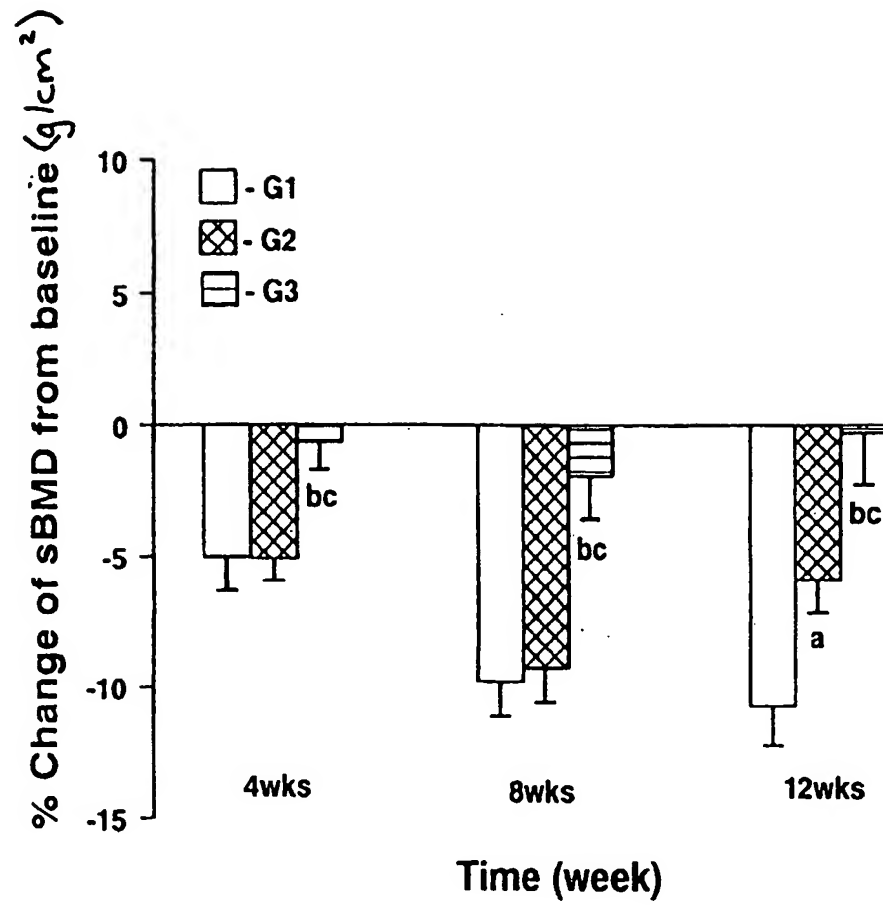 % Change of sBMD from baseline (g/cm²)
10
5
0
-5
-10
-15
- G1
- G2
- G3
bc
bc
bc
a
4wks
8wks
12wks
Time (week)